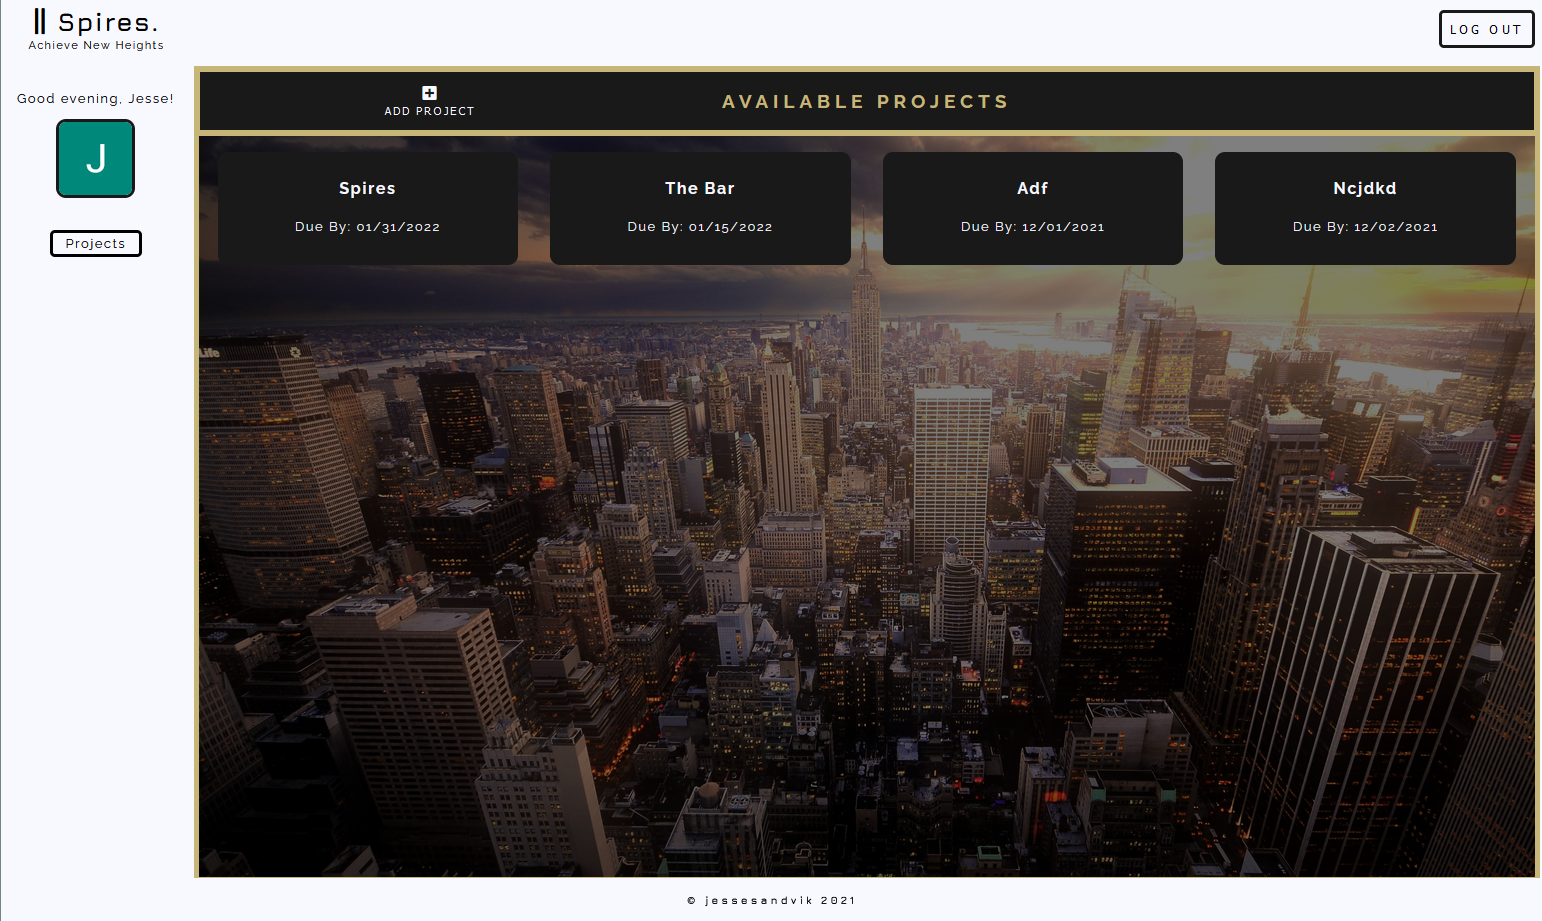 Spires.
Achieve New Heights
LOG OUT
Good evening, Jesse!
J
Projects
ADD PROJECT
AVAILABLE PROJECTS
Spires
Due By: 01/31/2022
The Bar
Due By: 01/15/2022
Adf
Due By: 12/01/2021
Ncjdkd
Due By: 12/02/2021
Life
© jessesandvik 2021